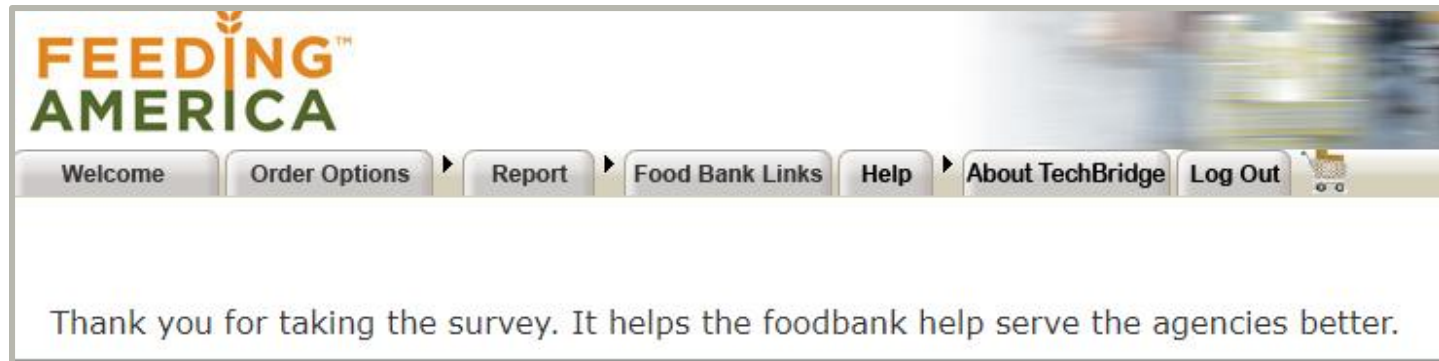 FEEDING™
AMERICA
Welcome Order Options Report Food Bank Links Help About TechBridge Log Out
Thank you for taking the survey. It helps the foodbank help serve the agencies better.